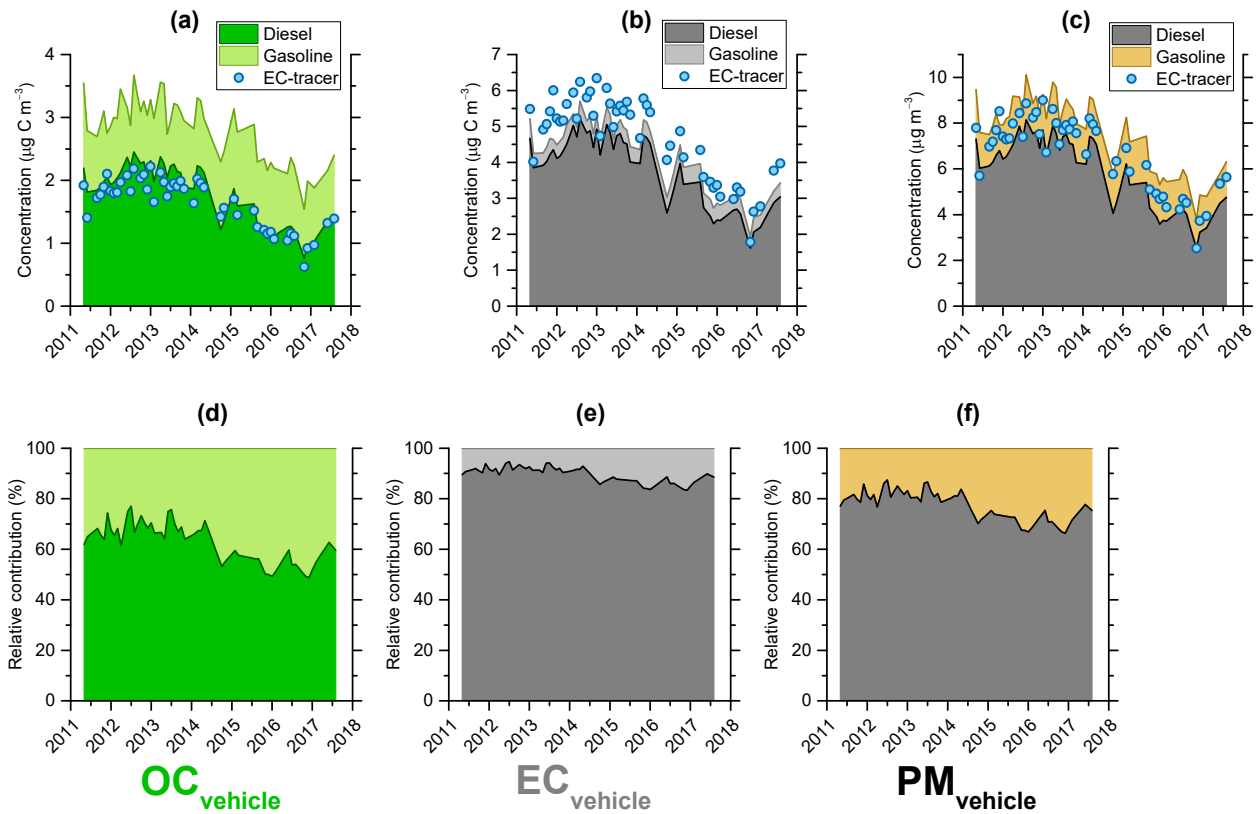 (a)
Diesel
Gasoline
EC-tracer
Concentration (µg C m⁻³)
4
3
2
1
0
2011 2012 2013 2014 2015 2016 2017 2018
(b)
Diesel
Gasoline
EC-tracer
Concentration (µg C m⁻³)
7
6
5
4
3
2
1
0
2011 2012 2013 2014 2015 2016 2017 2018
(c)
Diesel
Gasoline
EC-tracer
Concentration (µg m⁻³)
10
8
6
4
2
0
2011 2012 2013 2014 2015 2016 2017 2018
(d)
Relative contribution (%)
100
80
60
40
20
0
2011 2012 2013 2014 2015 2016 2017 2018
OCvehicle
(e)
Relative contribution (%)
100
80
60
40
20
0
2011 2012 2013 2014 2015 2016 2017 2018
ECvehicle
(f)
Relative contribution (%)
100
80
60
40
20
0
2011 2012 2013 2014 2015 2016 2017 2018
PMvehicle